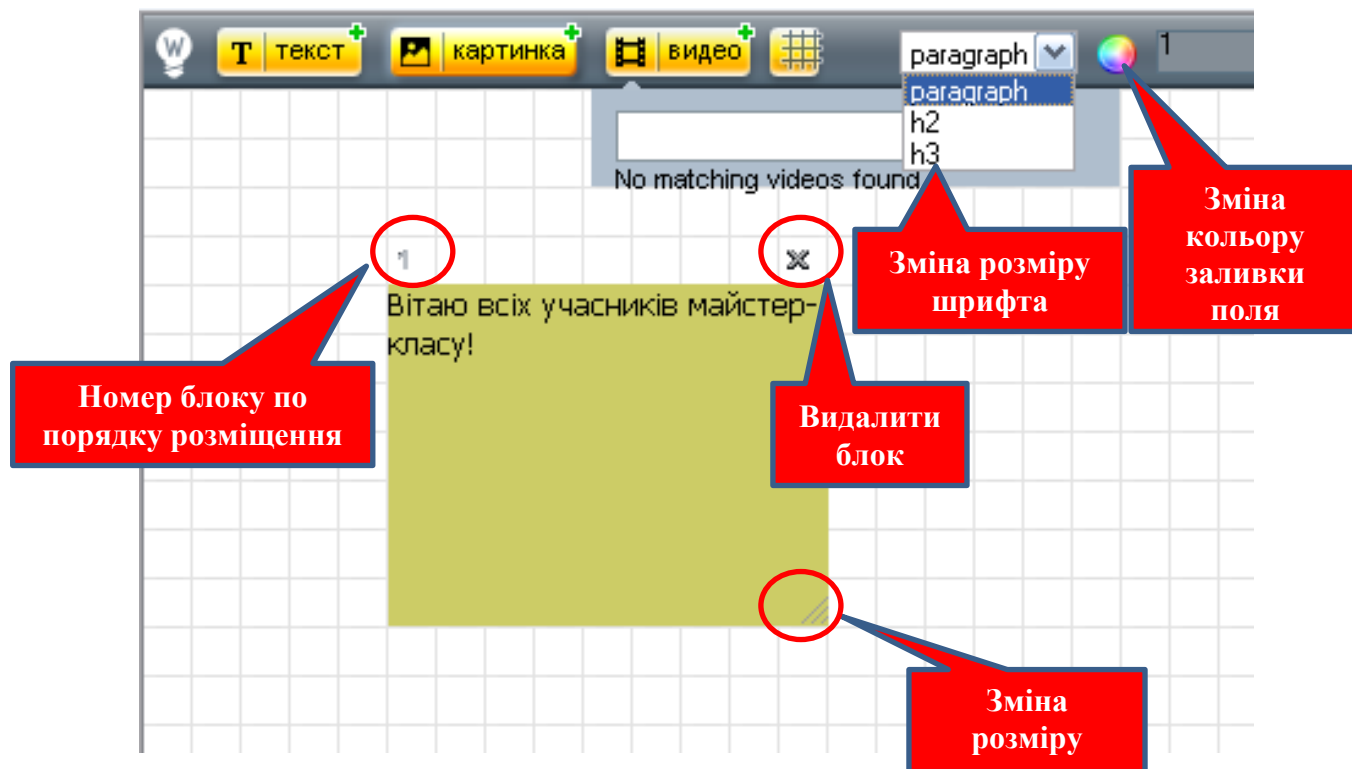 W
T текст
картинка
видео
paragraph
1
paragraph
h2
h3
No matching videos found
Зміна
кольору
заливки
поля
Зміна розміру
шрифта
1
x
Вітаю всіх учасників майстер-
класу!
Номер блоку по
порядку розміщення
Видалити
блок
Зміна
розміру